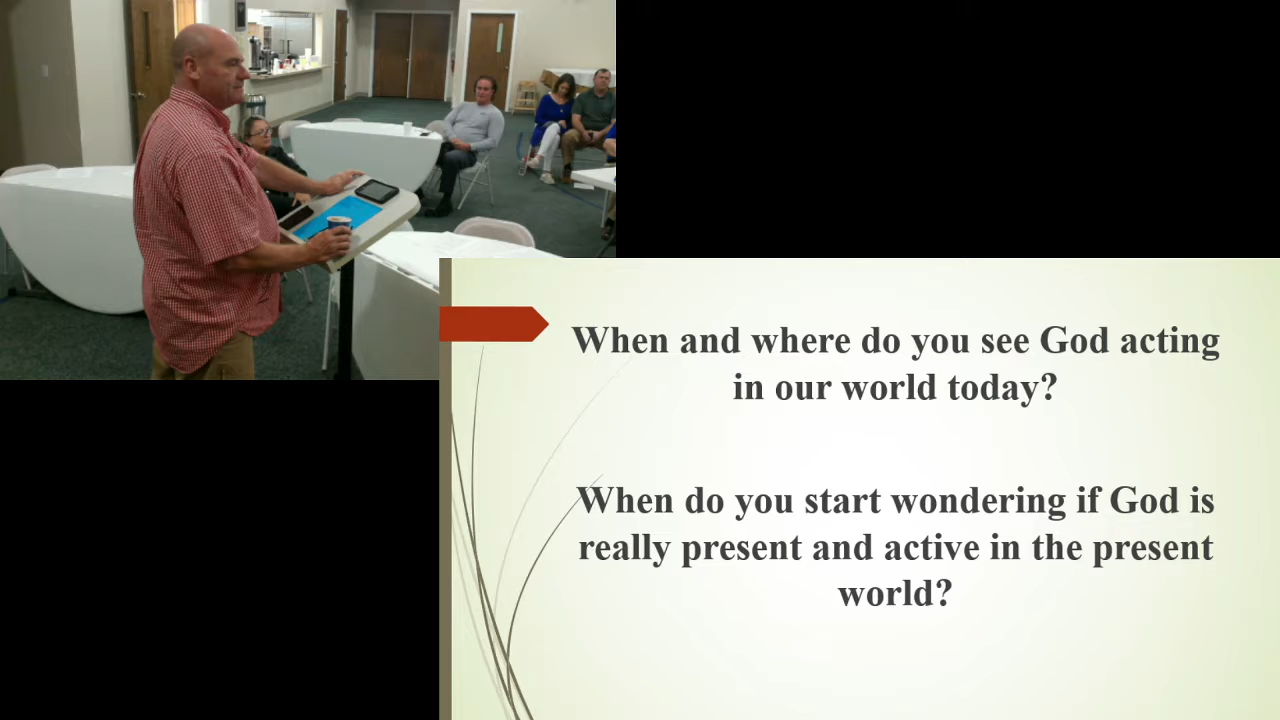 When and where do you see God acting
in our world today?
When do you start wondering if God is
really present and active in the present
world?